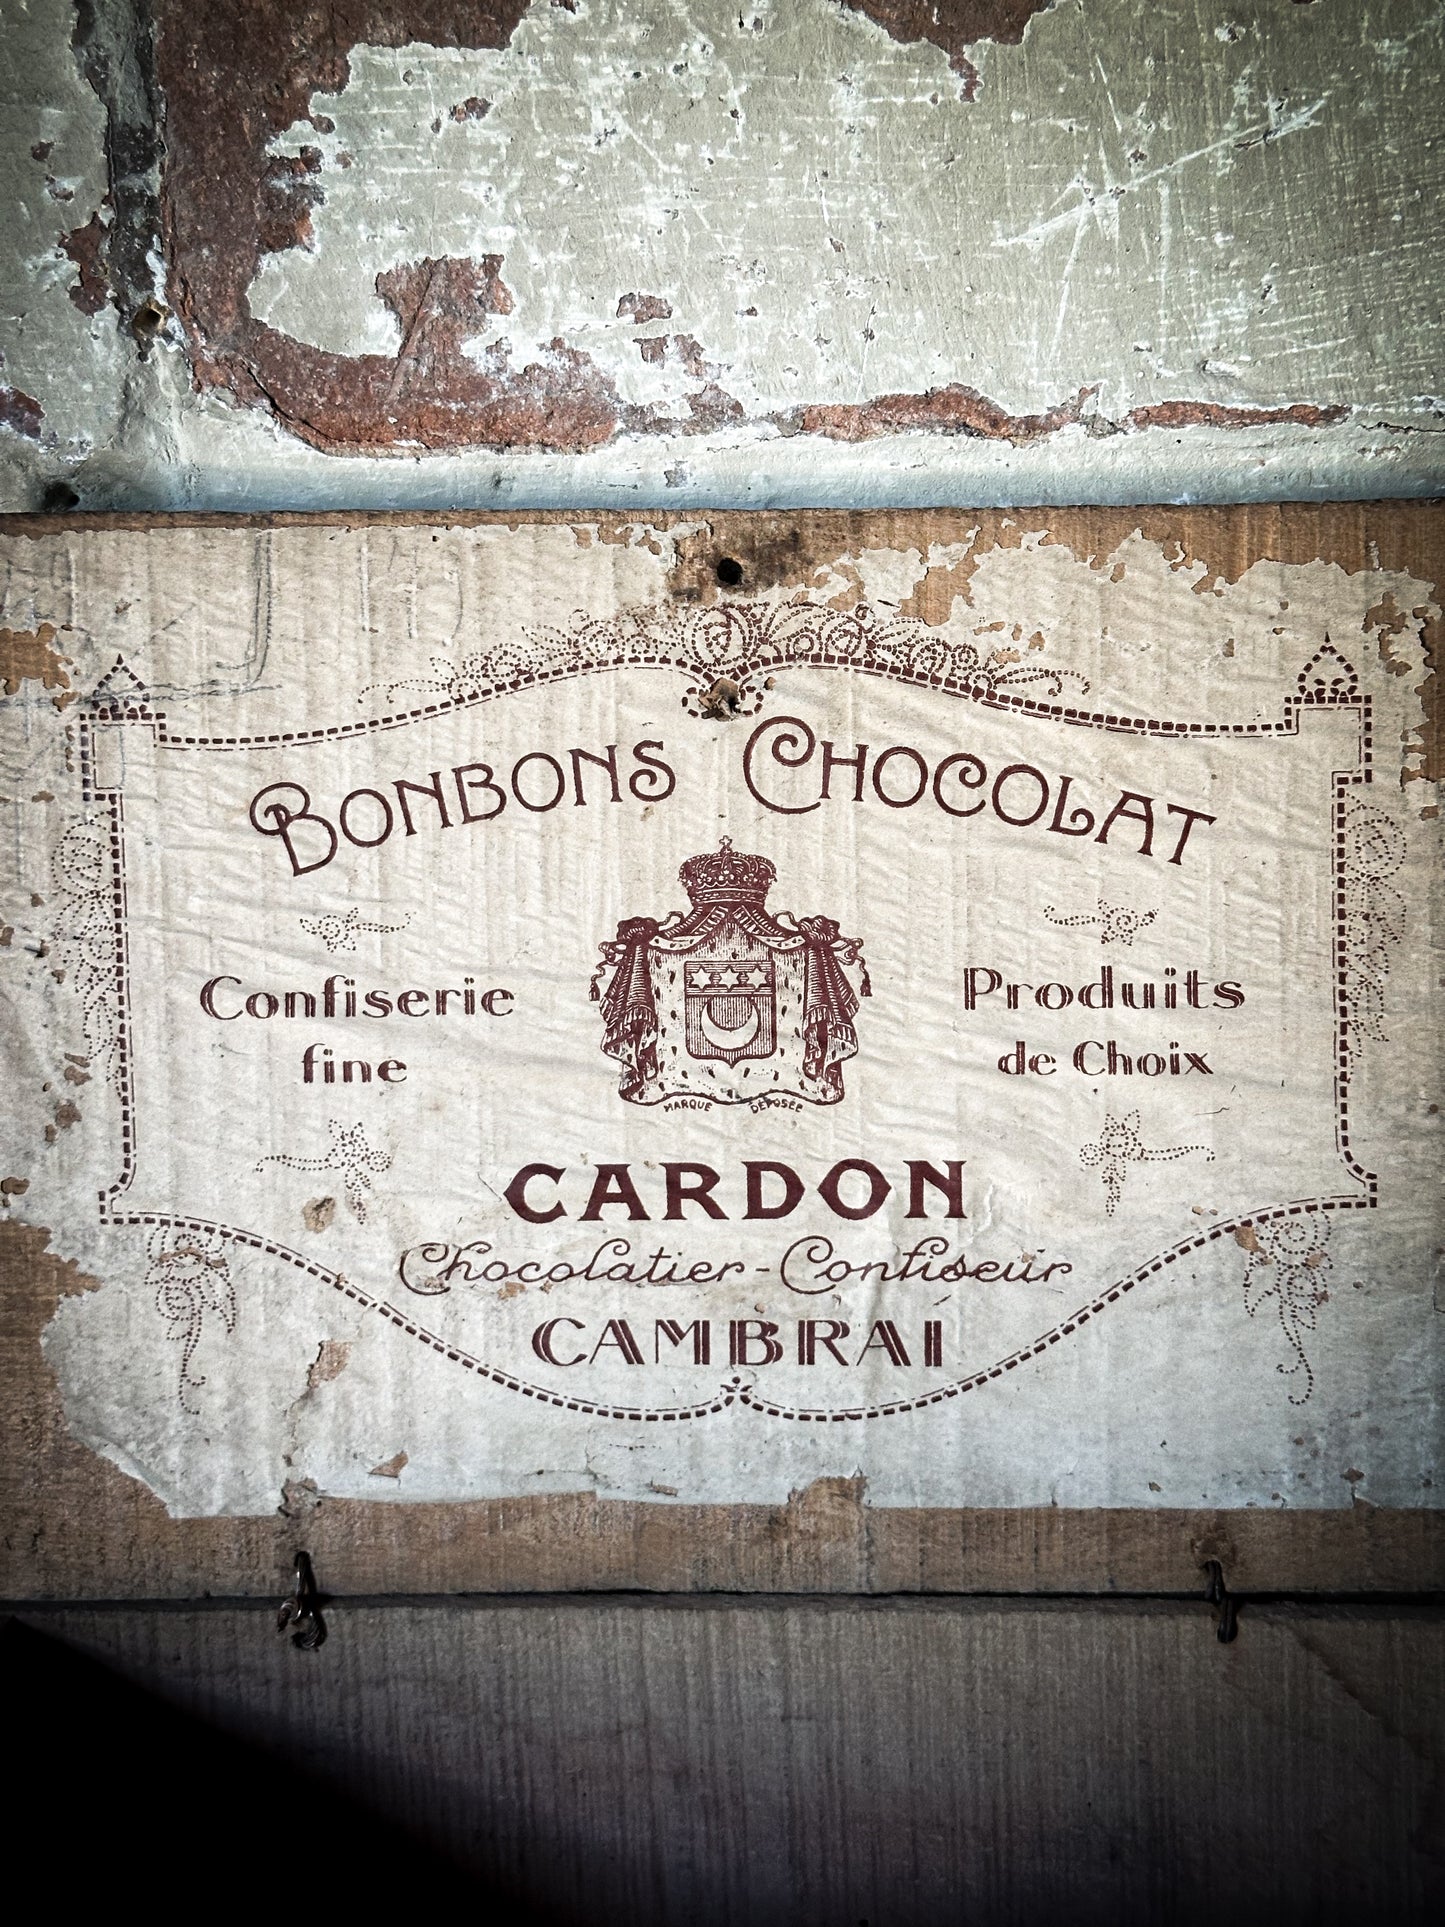 BONBONS CHOCOLAT
Confiserie
fine
Produits
de Choix
MARQUE DÉPOSÉE
CARDON
Chocolatier-Confiseur
CAMBRAI